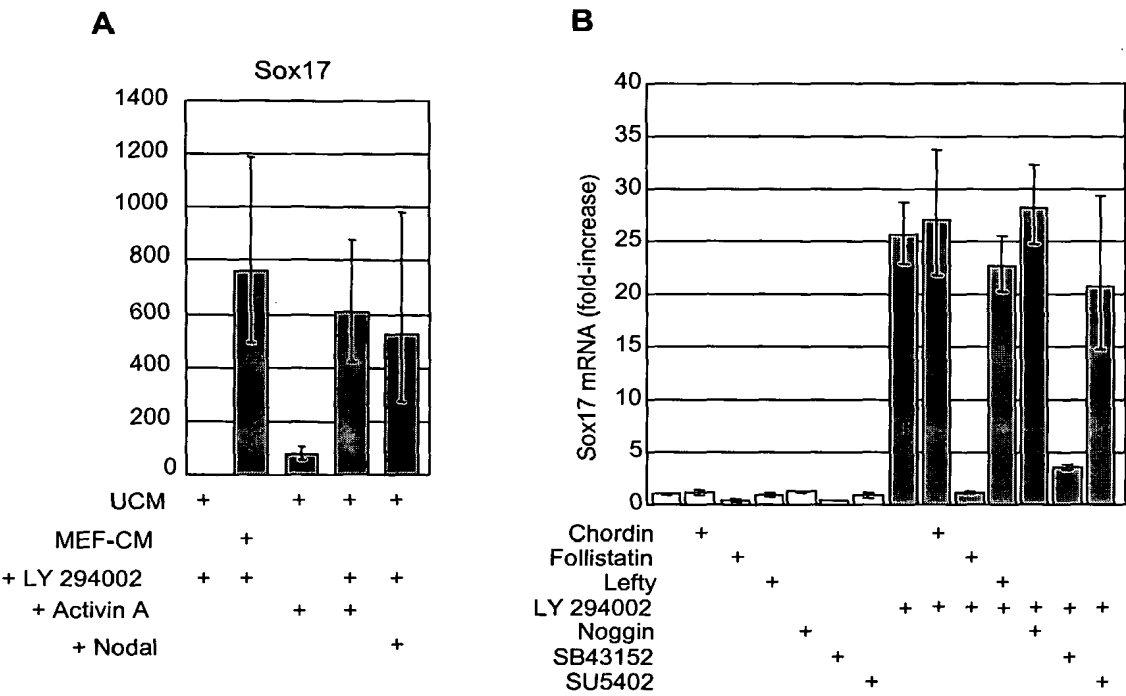 A
Sox17
1400
1200
1000
800
600
400
200
0
UCM + + + +
MEF-CM +
+ LY 294002 + + + +
+ Activin A + +
+ Nodal +
B
Sox17 mRNA (fold-increase)
40
35
30
25
20
15
10
5
0
Chordin + +
Follistatin + +
Lefty + +
LY 294002 + + + + + + +
Noggin + +
SB43152 + +
SU5402 + +